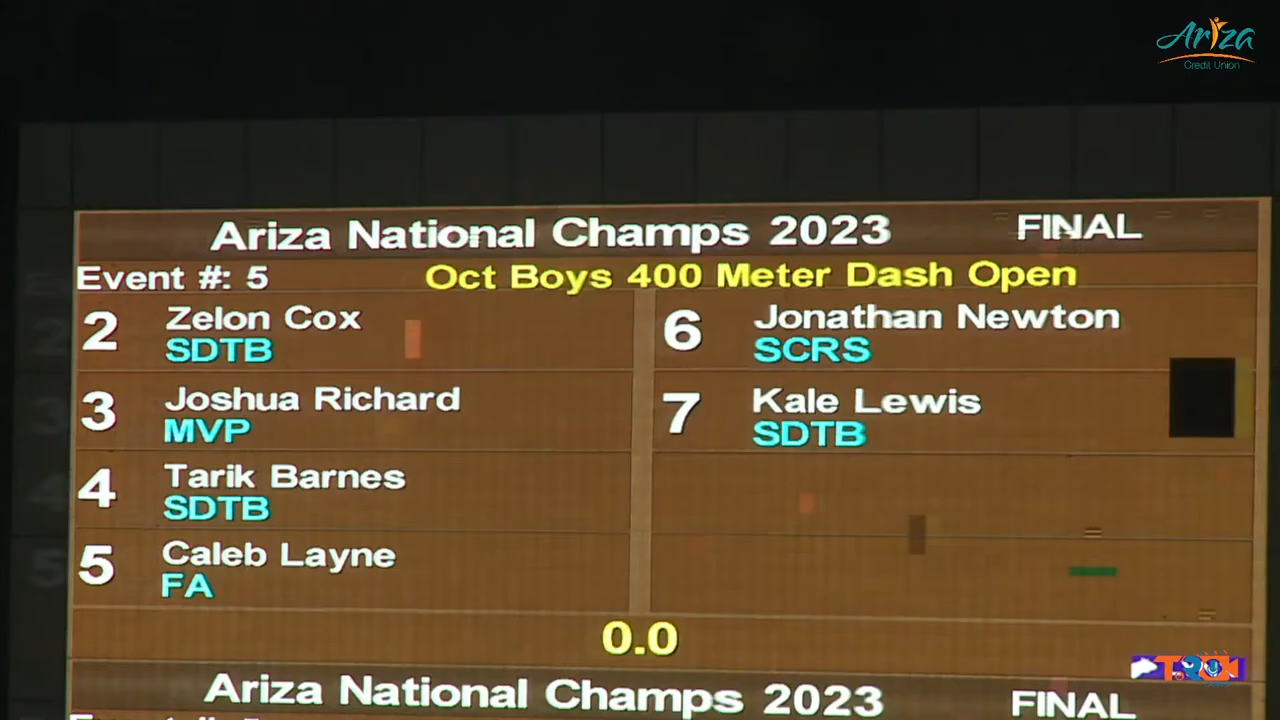 Ariza
Credit Union
Ariza National Champs 2023 FINAL
Event #: 5 Oct Boys 400 Meter Dash Open
2 Zelon Cox
SDTB
3 Joshua Richard
MVP
4 Tarik Barnes
SDTB
5 Caleb Layne
FA
6 Jonathan Newton
SCRS
7 Kale Lewis
SDTB
0.0
Ariza National Champs 2023 FINAL